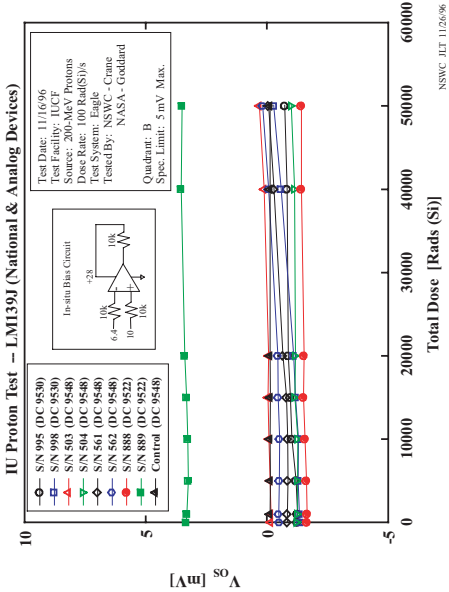 IU Proton Test -- LM139J (National & Analog Devices)
S/N 995 (DC 9530)
S/N 998 (DC 9530)
S/N 503 (DC 9548)
S/N 504 (DC 9548)
S/N 561 (DC 9548)
S/N 562 (DC 9548)
S/N 888 (DC 9522)
S/N 889 (DC 9522)
Control (DC 9548)
In-situ Bias Circuit
+28
10k
6.4
10k
10
10k
10k
-
+
Test Date: 11/16/96
Test Facility: IUCF
Source: 200-MeV Protons
Dose Rate: 100 Rad(Si)/s
Test System: Eagle
Tested By: NSWC - Crane
NASA - Goddard
Quadrant: B
Spec. Limit: 5 mV Max.
10
5
0
-5
VOS [mV]
0
10000
20000
30000
40000
50000
60000
Total Dose [Rads (Si)]
NSWC JLT 11/26/96